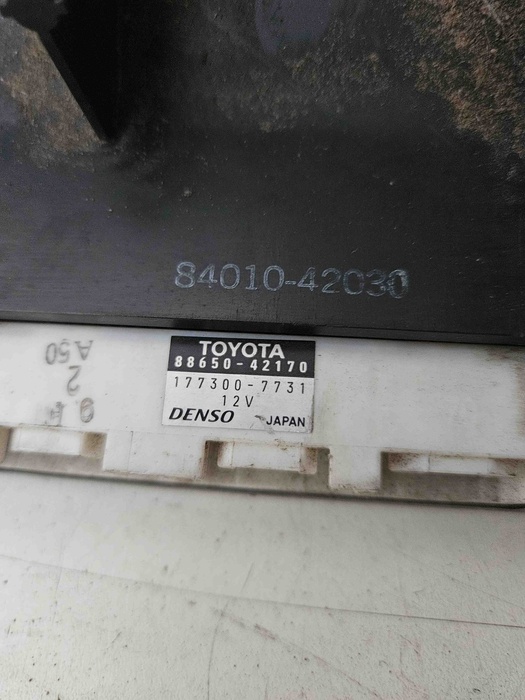 84010-42030
TOYOTA
88650-42170
177300-7731
12V
DENSO JAPAN
A50
2